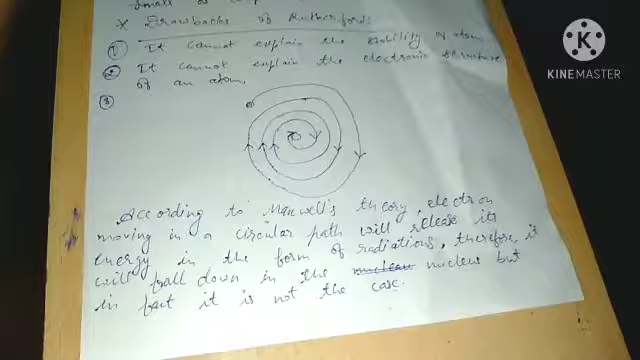 small as comp
* Drawbacks of Rutherford:
① It cannot explain the stability of atom.
② It cannot explain the electronic structure
of an atom.
③
According to Maxwell's theory, electron
moving in a circular path will release its
energy in the form of radiations, therefore, it
will fall down in the nucleus but
in fact it is not the case.
K
KINEMASTER